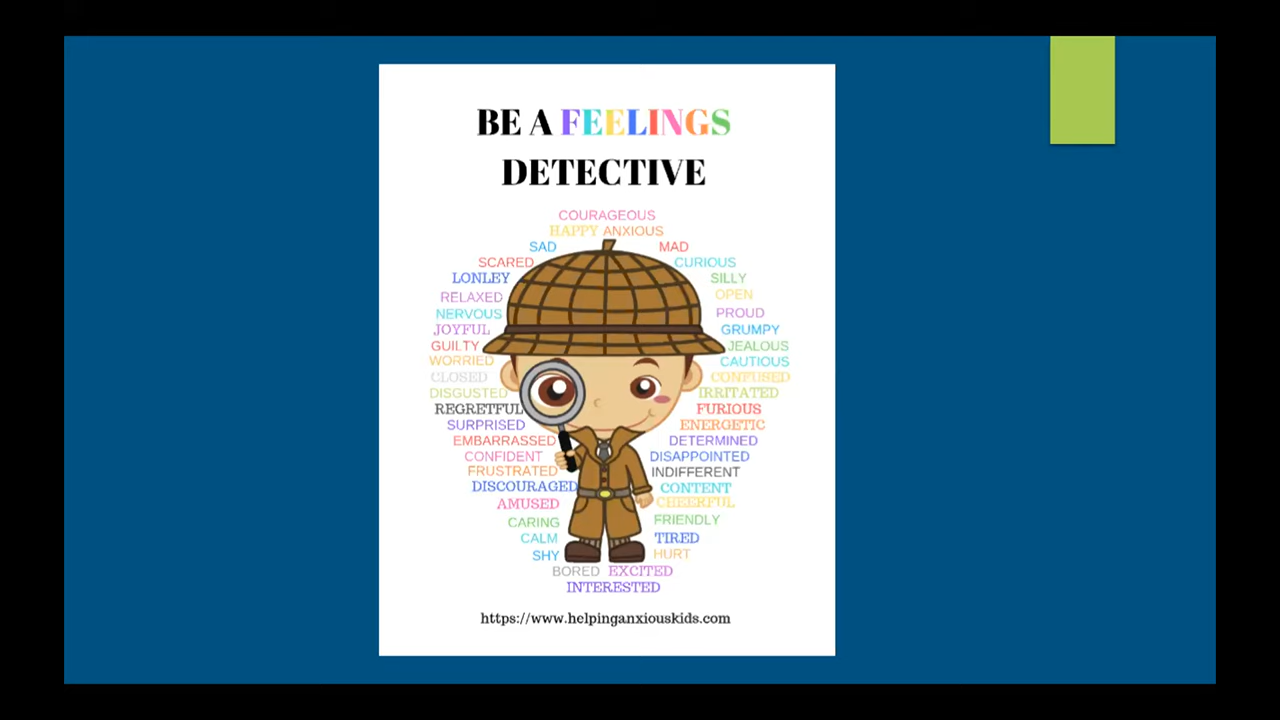 BE A FEELINGS
DETECTIVE
COURAGEOUS
HAPPY ANXIOUS
SAD MAD
SCARED CURIOUS
LONLEY SILLY
RELAXED OPEN
NERVOUS PROUD
JOYFUL GRUMPY
GUILTY JEALOUS
WORRIED CAUTIOUS
CLOSED CONFUSED
DISGUSTED IRRITATED
REGRETFUL FURIOUS
SURPRISED ENERGETIC
EMBARRASSED DETERMINED
CONFIDENT DISAPPOINTED
FRUSTRATED INDIFFERENT
DISCOURAGED CONTENT
AMUSED CHEERFUL
CARING FRIENDLY
CALM TIRED
SHY HURT
BORED EXCITED
INTERESTED
https://www.helpinganxiouskids.com